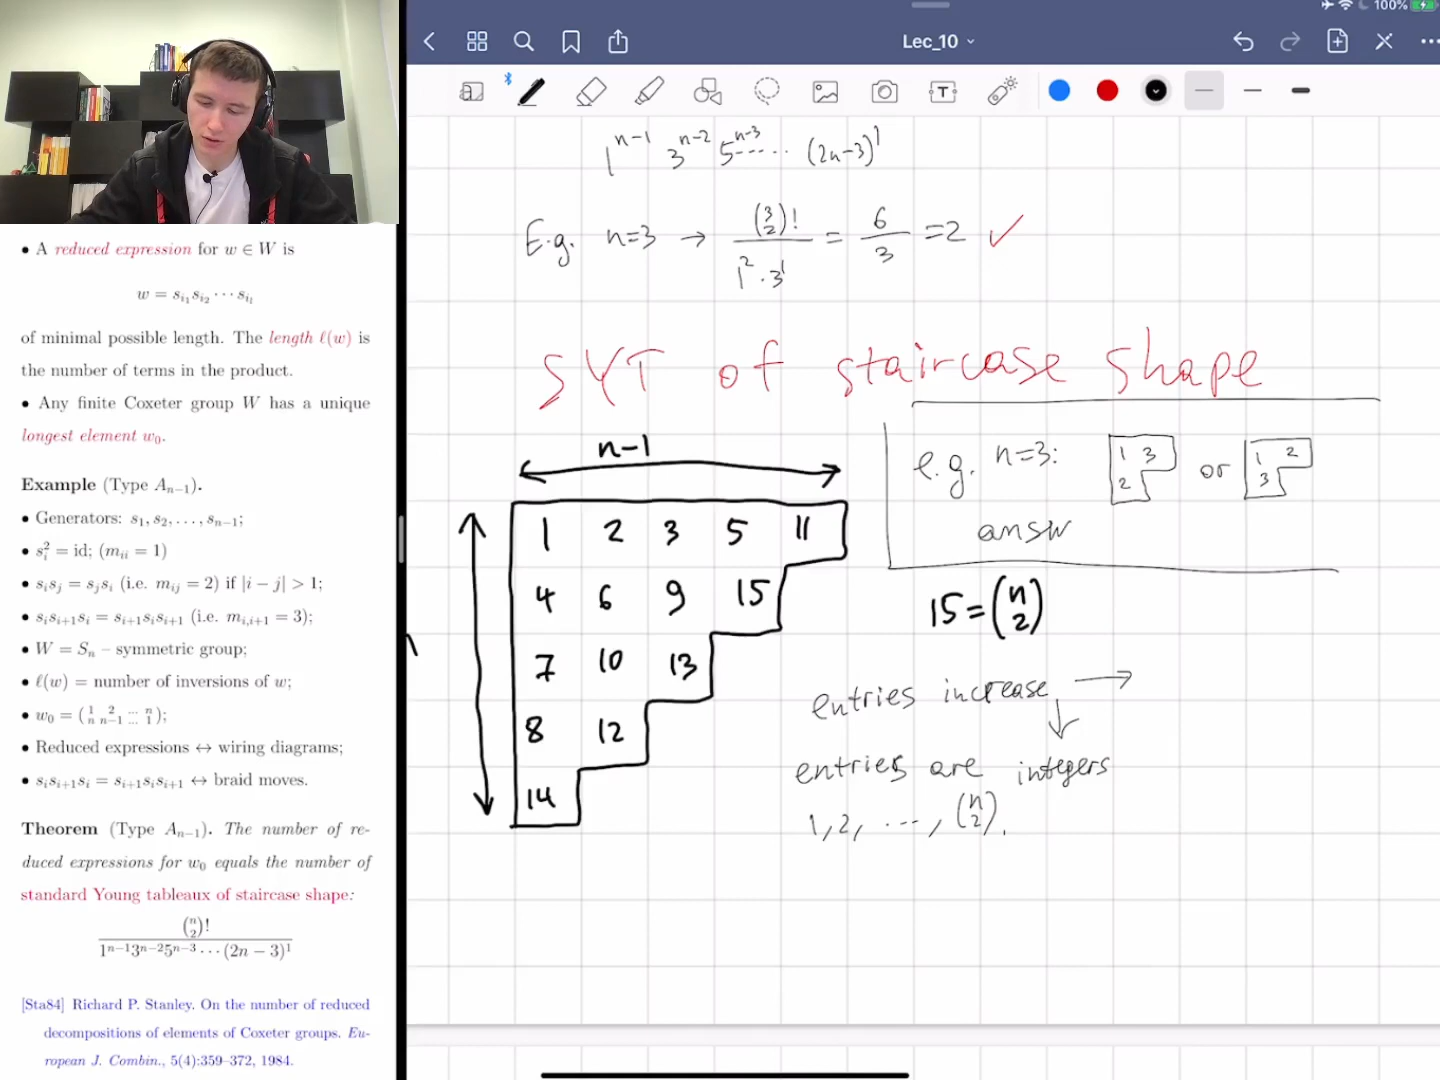 100%
Lec_10
• A reduced expression for w ∈ W is
w = s_{i_1} s_{i_2} ··· s_{i_l}
of minimal possible length. The length ℓ(w) is
the number of terms in the product.
• Any finite Coxeter group W has a unique
longest element w_0.
Example (Type A_{n−1}).
• Generators: s_1, s_2, . . . , s_{n−1};
• s_i^2 = id; (m_{ii} = 1)
• s_i s_j = s_j s_i (i.e. m_{ij} = 2) if |i − j| > 1;
• s_i s_{i+1} s_i = s_{i+1} s_i s_{i+1} (i.e. m_{i,i+1} = 3);
• W = S_n – symmetric group;
• ℓ(w) = number of inversions of w;
• w_0 = (1 2 ... n / n n−1 ... 1);
• Reduced expressions ↔ wiring diagrams;
• s_i s_{i+1} s_i = s_{i+1} s_i s_{i+1} ↔ braid moves.
Theorem (Type A_{n−1}). The number of re-
duced expressions for w_0 equals the number of
standard Young tableaux of staircase shape:
(n 2)!
1^{n−1}3^{n−2}5^{n−3} ··· (2n − 3)^1
[Sta84] Richard P. Stanley. On the number of reduced
decompositions of elements of Coxeter groups. Eu-
ropean J. Combin., 5(4):359–372, 1984.
1^{n−1} 3^{n−2} 5^{n−3} ····· (2n−3)^1
E.g. n=3 → (3 2)! / 1^2 · 3^1 = 6/3 = 2 ✓
SYT of staircase shape
n−1
1 2 3 5 11
4 6 9 15
7 10 13
8 12
14
e.g. n=3: 1 3 or 1 2
2 3
answ
15 = (n 2)
entries increase → ↓
entries are integers
1, 2, ···, (n 2).